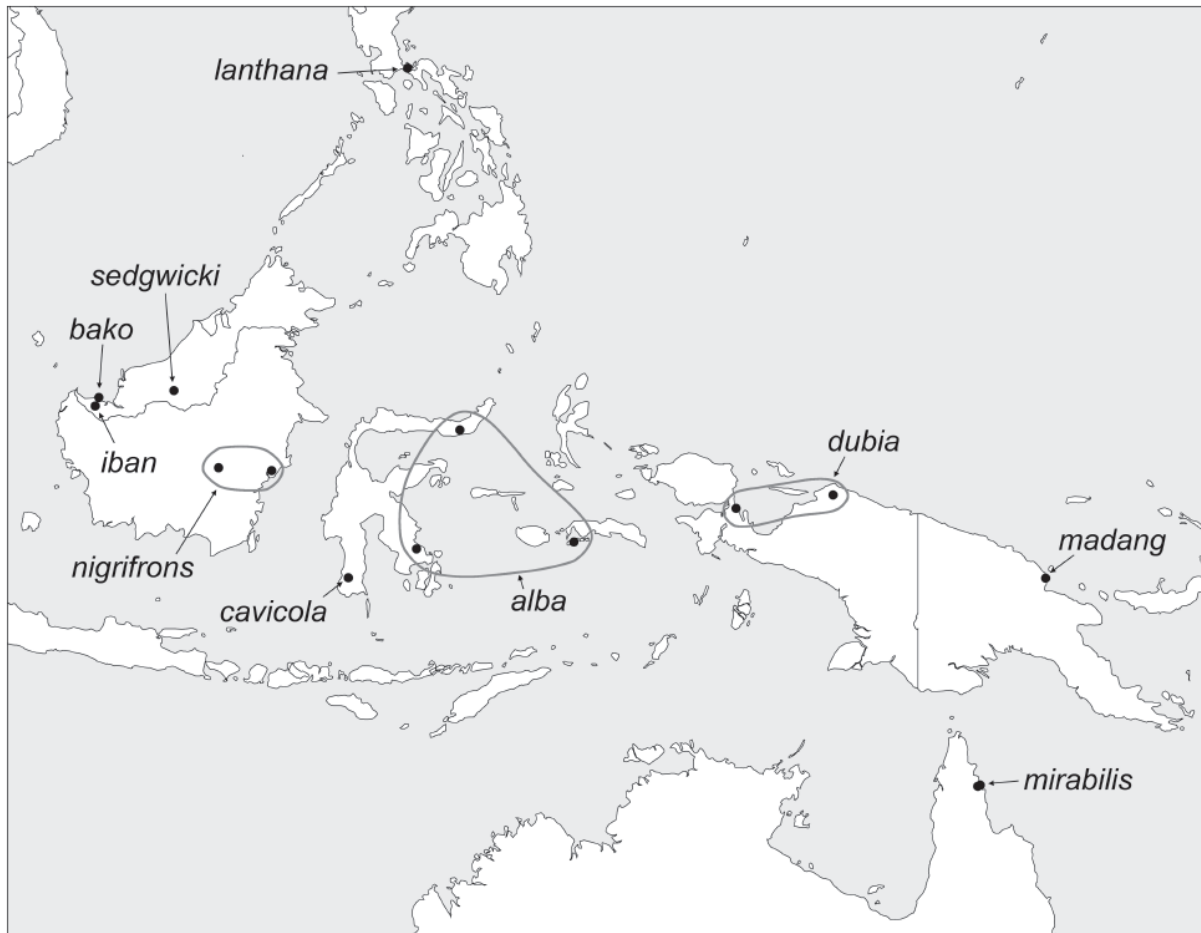 lanthana
sedgwicki
bako
iban
nigrifrons
cavicola
alba
dubia
madang
mirabilis